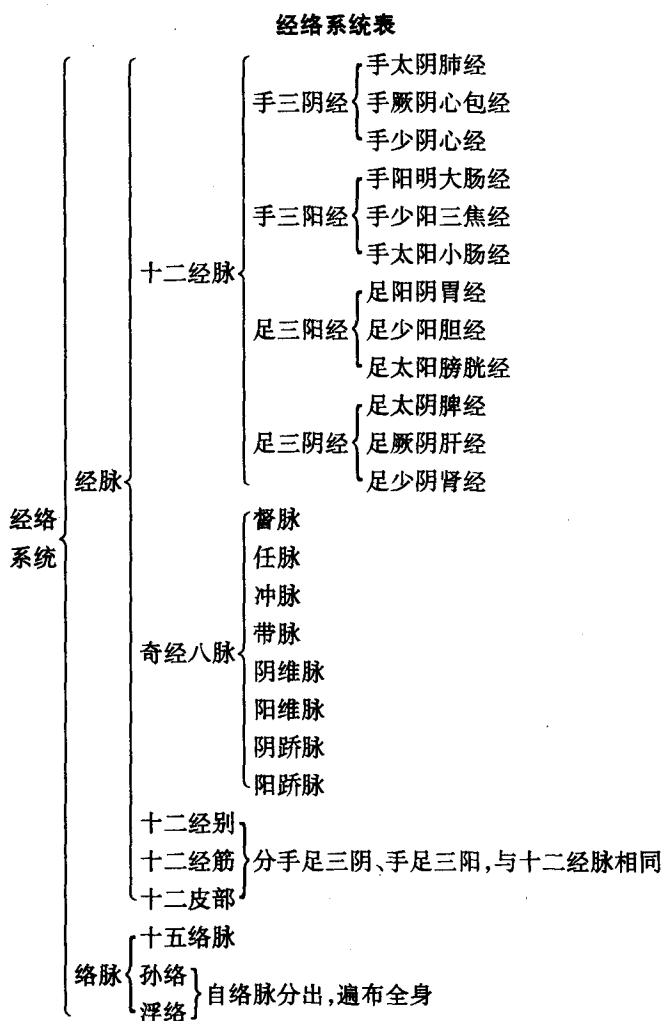 经络系统表
经络
系统
经脉
十二经脉
手三阴经
手太阴肺经
手厥阴心包经
手少阴心经
手三阳经
手阳明大肠经
手少阳三焦经
手太阳小肠经
足三阳经
足阳阴胃经
足少阳胆经
足太阳膀胱经
足三阴经
足太阴脾经
足厥阴肝经
足少阴肾经
奇经八脉
督脉
任脉
冲脉
带脉
阴维脉
阳维脉
阴跻脉
阳跻脉
十二经别
十二经筋
十二皮部
分手足三阴、手足三阳,与十二经脉相同
络脉
十五络脉
孙络
浮络
自络脉分出,遍布全身